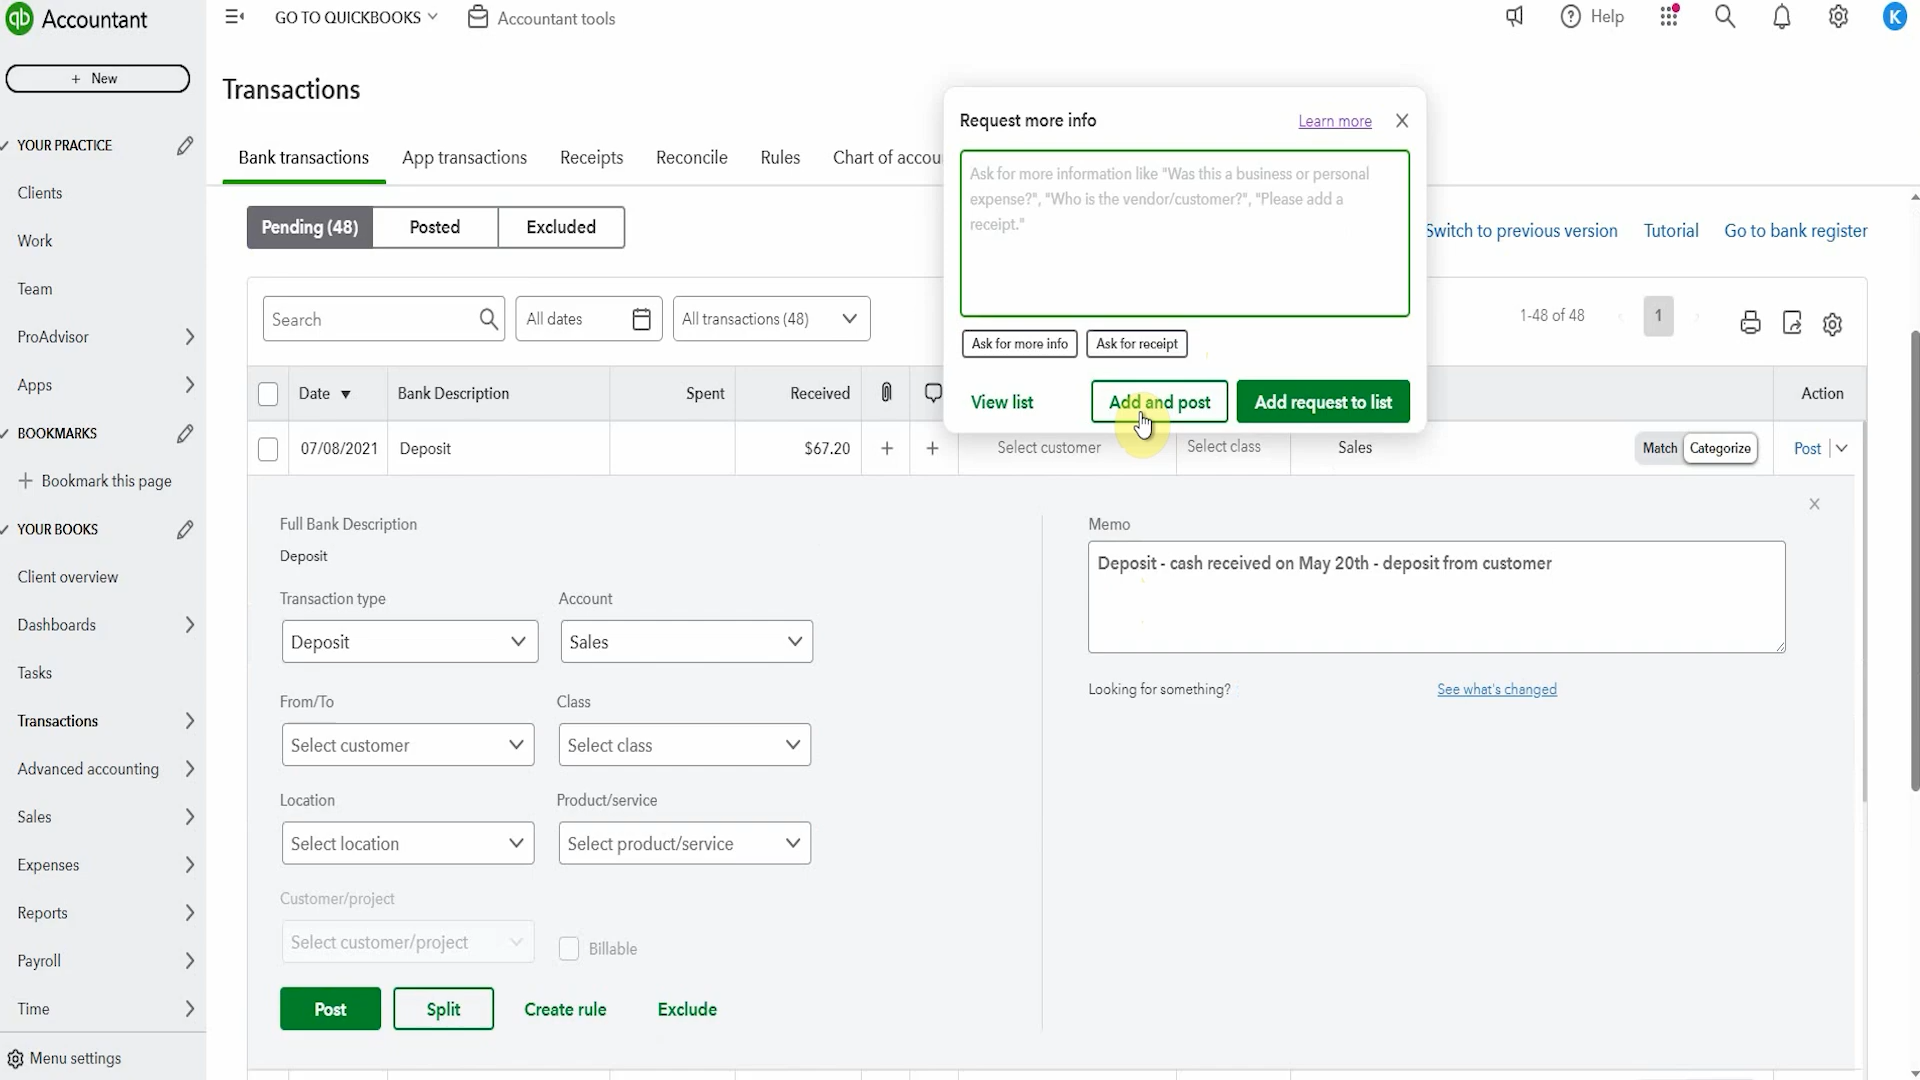 qb Accountant
GO TO QUICKBOOKS
Accountant tools
Help
K
+ New
YOUR PRACTICE
Clients
Work
Team
ProAdvisor
Apps
BOOKMARKS
+ Bookmark this page
YOUR BOOKS
Client overview
Dashboards
Tasks
Transactions
Advanced accounting
Sales
Expenses
Reports
Payroll
Time
Menu settings
Transactions
Bank transactions App transactions Receipts Reconcile Rules Chart of accou
Pending (48) Posted Excluded
Switch to previous version Tutorial Go to bank register
Search All dates All transactions (48)
1-48 of 48 1
Date Bank Description Spent Received Action
07/08/2021 Deposit $67.20 + + Select customer Select class Sales Match Categorize Post
Request more info Learn more
Ask for more information like "Was this a business or personal
expense?", "Who is the vendor/customer?", "Please add a
receipt."
Ask for more info Ask for receipt
View list Add and post Add request to list
Full Bank Description
Deposit
Transaction type Account
Deposit Sales
From/To Class
Select customer Select class
Location Product/service
Select location Select product/service
Customer/project
Select customer/project Billable
Post Split Create rule Exclude
Memo
Deposit - cash received on May 20th - deposit from customer
Looking for something? See what's changed